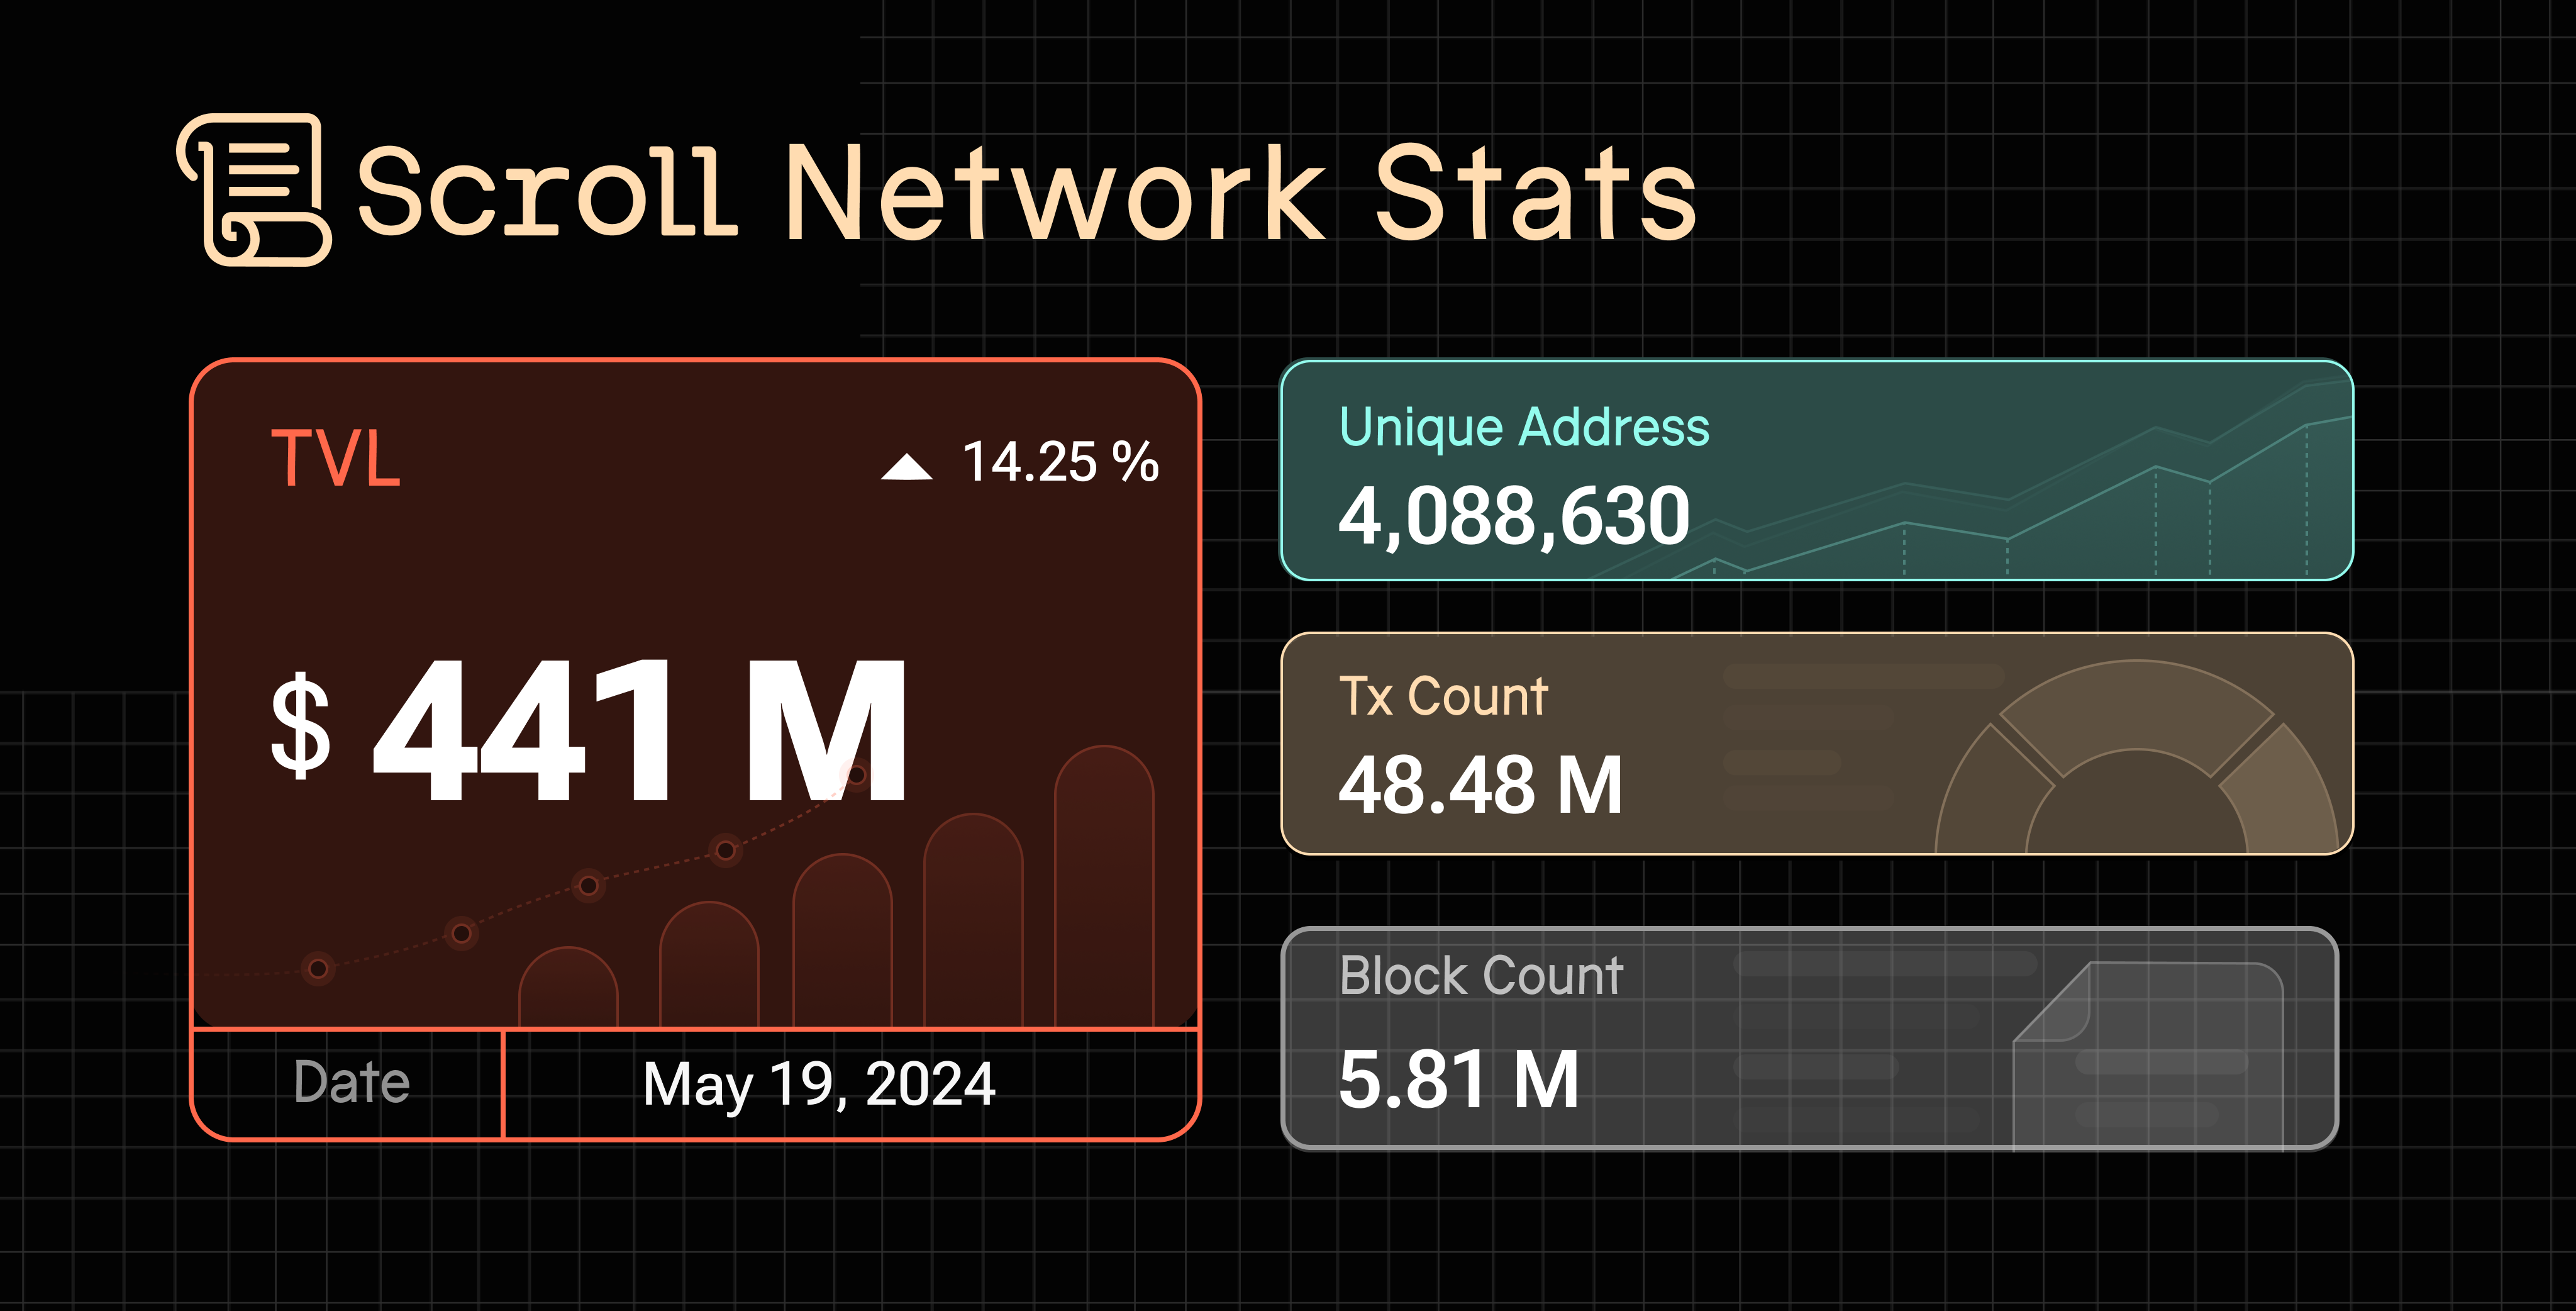 Scroll Network Stats
TVL
14.25 %
$ 441 M
Date
May 19, 2024
Unique Address
4,088,630
Tx Count
48.48 M
Block Count
5.81 M